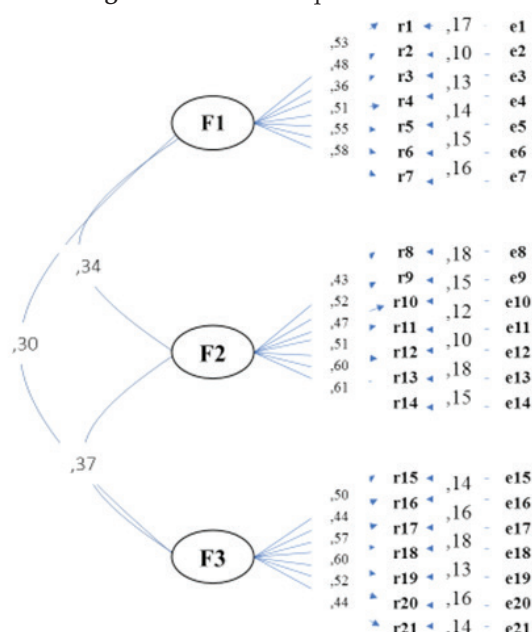 ,17
r1 e1
,53
r2 ,10 e2
,48
r3 ,13 e3
,36
r4 e4
,51
,14
r5 e5
,55
,15
r6 e6
,58
,16
r7 e7
F1
,34
,30
,37
r8 ,18 e8
,43
r9 ,15 e9
,52
r10 e10
,47
,12
r11 e11
,51
,10
r12 e12
,60
,18
r13 e13
,61
,15
r14 e14
F2
r15 ,14 e15
,50
r16 e16
,44
,16
r17 e17
,57
,18
r18 e18
,60
,13
r19 e19
,52
r20 ,16 e20
,44
r21 ,14 e21
F3